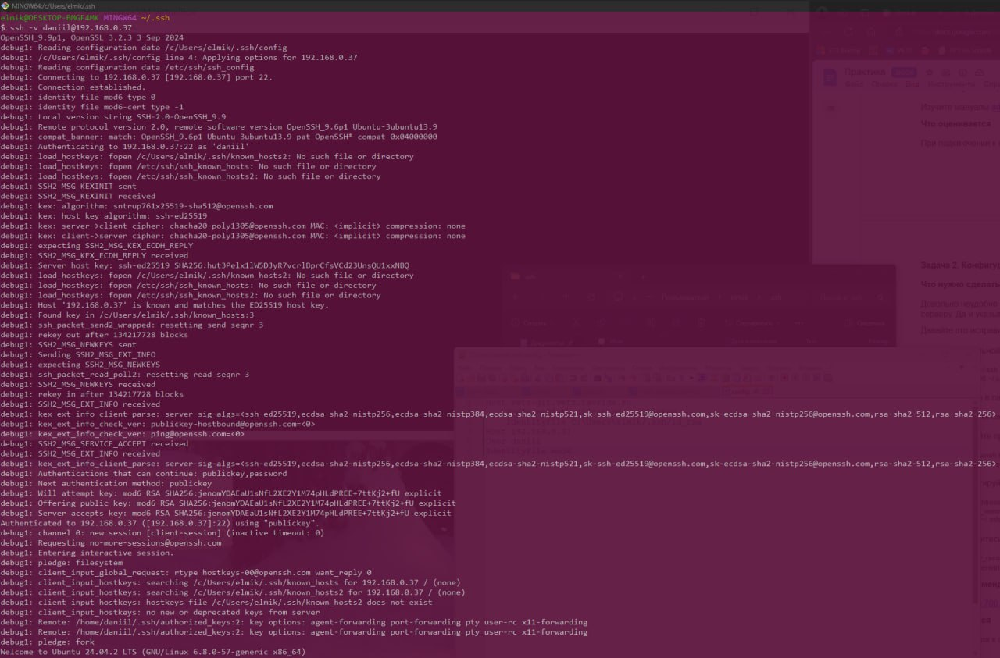 MINGW64:/c/Users/elmik/.ssh
elmik@DESKTOP-BMGF4MK MINGW64 ~/.ssh
$ ssh -v daniil@192.168.0.37
OpenSSH_9.9p1, OpenSSL 3.2.3 3 Sep 2024
debug1: Reading configuration data /c/Users/elmik/.ssh/config
debug1: /c/Users/elmik/.ssh/config line 4: Applying options for 192.168.0.37
debug1: Reading configuration data /etc/ssh/ssh_config
debug1: Connecting to 192.168.0.37 [192.168.0.37] port 22.
debug1: Connection established.
debug1: identity file mod6 type 0
debug1: identity file mod6-cert type -1
debug1: Local version string SSH-2.0-OpenSSH_9.9
debug1: Remote protocol version 2.0, remote software version OpenSSH_9.6p1 Ubuntu-3ubuntu13.9
debug1: compat_banner: match: OpenSSH_9.6p1 Ubuntu-3ubuntu13.9 pat OpenSSH* compat 0x04000000
debug1: Authenticating to 192.168.0.37:22 as 'daniil'
debug1: load_hostkeys: fopen /c/Users/elmik/.ssh/known_hosts2: No such file or directory
debug1: load_hostkeys: fopen /etc/ssh/ssh_known_hosts: No such file or directory
debug1: load_hostkeys: fopen /etc/ssh/ssh_known_hosts2: No such file or directory
debug1: SSH2_MSG_KEXINIT sent
debug1: SSH2_MSG_KEXINIT received
debug1: kex: algorithm: sntrup761x25519-sha512@openssh.com
debug1: kex: host key algorithm: ssh-ed25519
debug1: kex: server->client cipher: chacha20-poly1305@openssh.com MAC: <implicit> compression: none
debug1: kex: client->server cipher: chacha20-poly1305@openssh.com MAC: <implicit> compression: none
debug1: expecting SSH2_MSG_KEX_ECDH_REPLY
debug1: SSH2_MSG_KEX_ECDH_REPLY received
debug1: Server host key: ssh-ed25519 SHA256:hut3Pelx1lW5DJyR7vcrlBprCfsVCd23UnsQU1xxNBQ
debug1: load_hostkeys: fopen /c/Users/elmik/.ssh/known_hosts2: No such file or directory
debug1: load_hostkeys: fopen /etc/ssh/ssh_known_hosts: No such file or directory
debug1: load_hostkeys: fopen /etc/ssh/ssh_known_hosts2: No such file or directory
debug1: Host '192.168.0.37' is known and matches the ED25519 host key.
debug1: Found key in /c/Users/elmik/.ssh/known_hosts:3
debug1: ssh_packet_send2_wrapped: resetting send seqnr 3
debug1: rekey out after 134217728 blocks
debug1: SSH2_MSG_NEWKEYS sent
debug1: Sending SSH2_MSG_EXT_INFO
debug1: expecting SSH2_MSG_NEWKEYS
debug1: ssh_packet_read_poll2: resetting read seqnr 3
debug1: SSH2_MSG_NEWKEYS received
debug1: rekey in after 134217728 blocks
debug1: SSH2_MSG_EXT_INFO received
debug1: kex_ext_info_client_parse: server-sig-algs=<ssh-ed25519,ecdsa-sha2-nistp256,ecdsa-sha2-nistp384,ecdsa-sha2-nistp521,sk-ssh-ed25519@openssh.com,sk-ecdsa-sha2-nistp256@openssh.com,rsa-sha2-512,rsa-sha2-256>
debug1: kex_ext_info_check_ver: publickey-hostbound@openssh.com=<0>
debug1: kex_ext_info_check_ver: ping@openssh.com=<0>
debug1: SSH2_MSG_SERVICE_ACCEPT received
debug1: SSH2_MSG_EXT_INFO received
debug1: kex_ext_info_client_parse: server-sig-algs=<ssh-ed25519,ecdsa-sha2-nistp256,ecdsa-sha2-nistp384,ecdsa-sha2-nistp521,sk-ssh-ed25519@openssh.com,sk-ecdsa-sha2-nistp256@openssh.com,rsa-sha2-512,rsa-sha2-256>
debug1: Authentications that can continue: publickey,password
debug1: Next authentication method: publickey
debug1: Will attempt key: mod6 RSA SHA256:jenomYDAEaU1sNfL2XE2Y1M74pHLdPREE+7ttKj2+fU explicit
debug1: Offering public key: mod6 RSA SHA256:jenomYDAEaU1sNfL2XE2Y1M74pHLdPREE+7ttKj2+fU explicit
debug1: Server accepts key: mod6 RSA SHA256:jenomYDAEaU1sNfL2XE2Y1M74pHLdPREE+7ttKj2+fU explicit
Authenticated to 192.168.0.37 ([192.168.0.37]:22) using "publickey".
debug1: channel 0: new session [client-session] (inactive timeout: 0)
debug1: Requesting no-more-sessions@openssh.com
debug1: Entering interactive session.
debug1: pledge: filesystem
debug1: client_input_global_request: rtype hostkeys-00@openssh.com want_reply 0
debug1: client_input_hostkeys: searching /c/Users/elmik/.ssh/known_hosts for 192.168.0.37 / (none)
debug1: client_input_hostkeys: searching /c/Users/elmik/.ssh/known_hosts2 for 192.168.0.37 / (none)
debug1: client_input_hostkeys: hostkeys file /c/Users/elmik/.ssh/known_hosts2 does not exist
debug1: client_input_hostkeys: no new or deprecated keys from server
debug1: Remote: /home/daniil/.ssh/authorized_keys:2: key options: agent-forwarding port-forwarding pty user-rc x11-forwarding
debug1: Remote: /home/daniil/.ssh/authorized_keys:2: key options: agent-forwarding port-forwarding pty user-rc x11-forwarding
debug1: pledge: fork
Welcome to Ubuntu 24.04.2 LTS (GNU/Linux 6.8.0-57-generic x86_64)
Практика
Файл Правка Вид Инструменты
Что оценивается
При подключении
Задача 2.
Что нужно сделать
Довольно неудобно
серверу. Да и
Давайте это